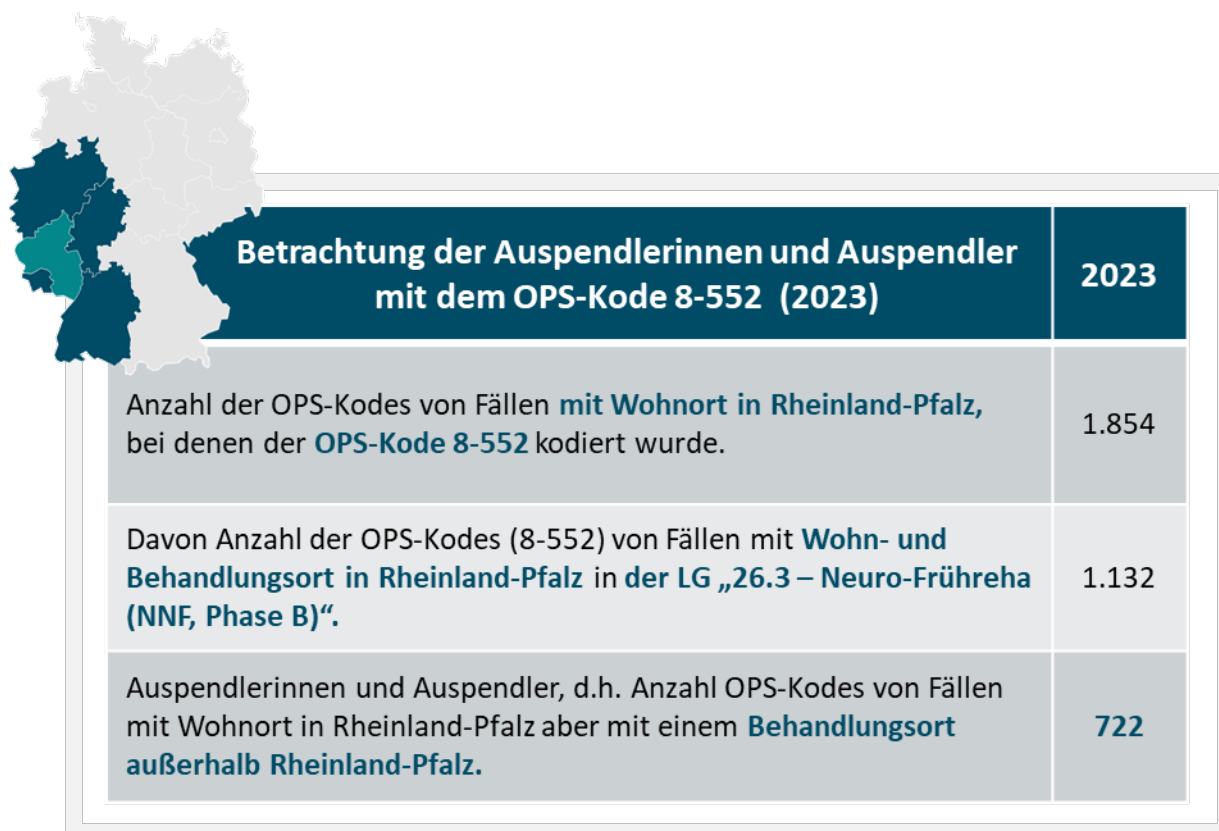 Betrachtung der Auspendlerinnen und Auspendler
mit dem OPS-Kode 8-552 (2023)
2023
Anzahl der OPS-Kodes von Fällen mit Wohnort in Rheinland-Pfalz,
bei denen der OPS-Kode 8-552 kodiert wurde.
1.854
Davon Anzahl der OPS-Kodes (8-552) von Fällen mit Wohn- und
Behandlungsort in Rheinland-Pfalz in der LG „26.3 – Neuro-Frühreha
(NNF, Phase B)“.
1.132
Auspendlerinnen und Auspendler, d.h. Anzahl OPS-Kodes von Fällen
mit Wohnort in Rheinland-Pfalz aber mit einem Behandlungsort
außerhalb Rheinland-Pfalz.
722